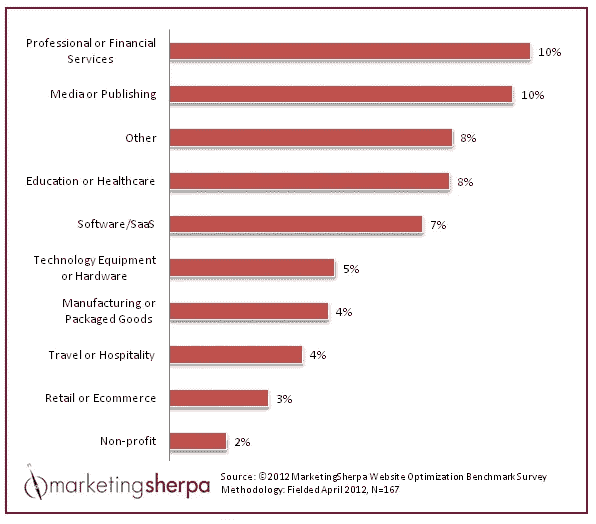 Professional or Financial
Services
10%
Media or Publishing
10%
Other
8%
Education or Healthcare
8%
Software/SaaS
7%
Technology Equipment
or Hardware
5%
Manufacturing or
Packaged Goods
4%
Travel or Hospitality
4%
Retail or Ecommerce
3%
Non-profit
2%
marketingsherpa
Source: ©2012 MarketingSherpa Website Optimization Benchmark Survey
Methodology: Fielded April 2012, N=167